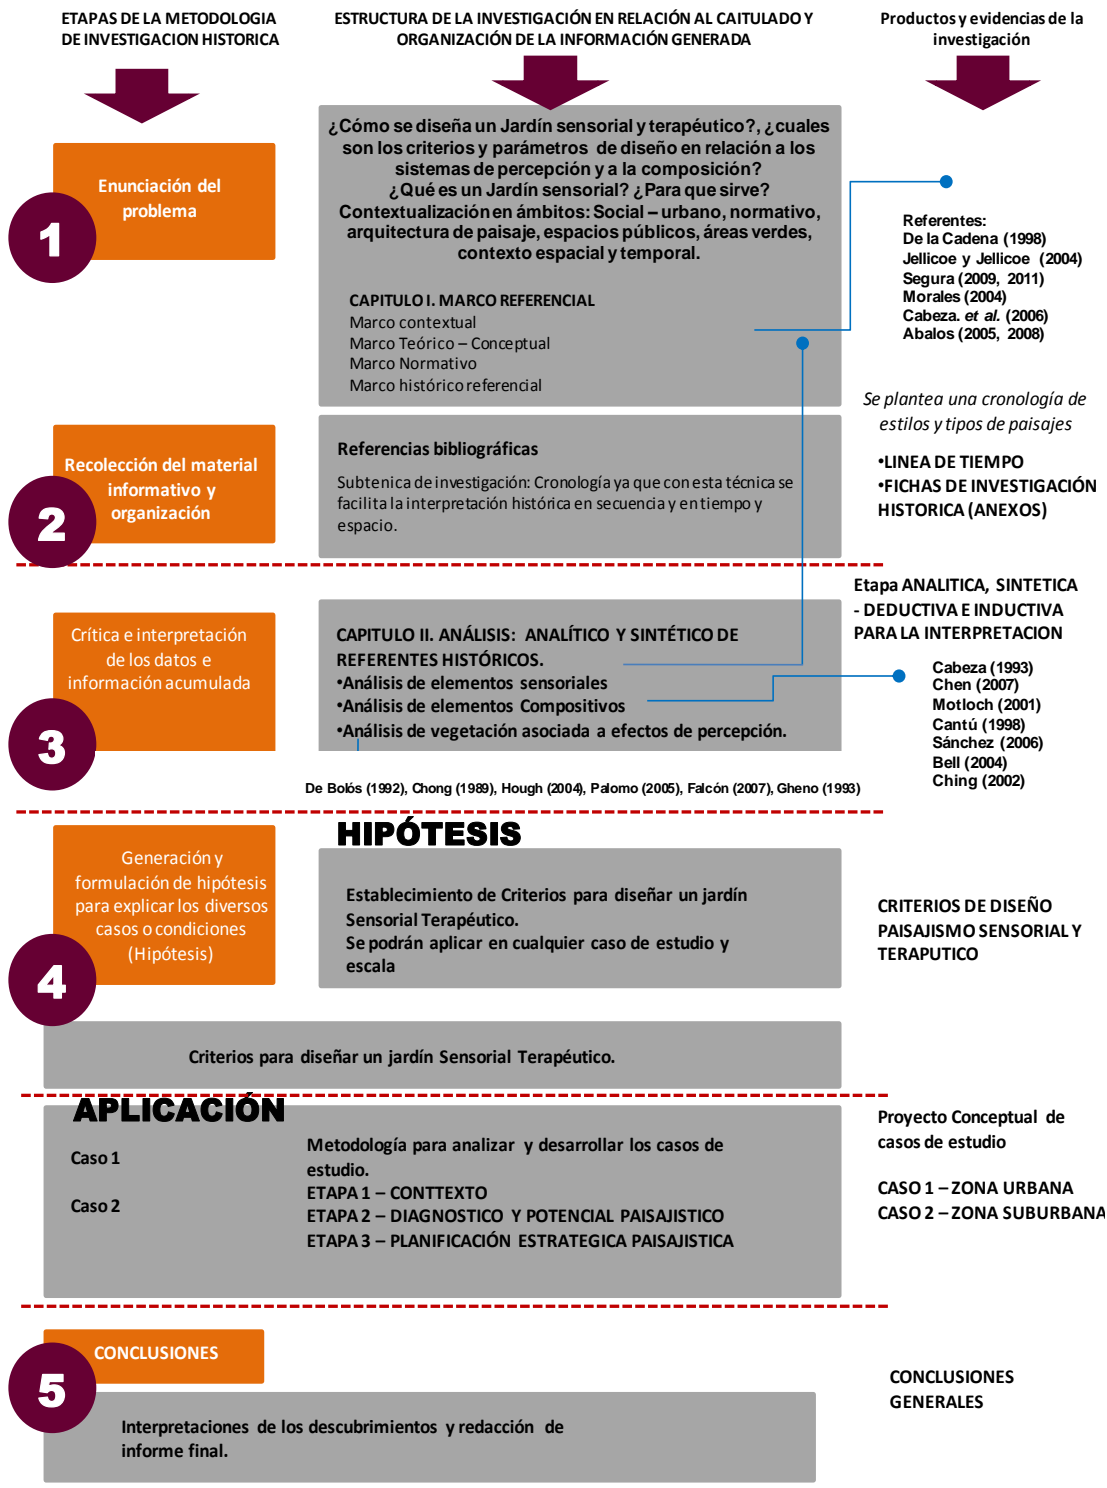 ETAPAS DE LA METODOLOGIA
DE INVESTIGACION HISTORICA
ESTRUCTURA DE LA INVESTIGACIÓN EN RELACIÓN AL CAITULADO Y
ORGANIZACIÓN DE LA INFORMACIÓN GENERADA
Productos y evidencias de la
investigación
1
Enunciación del
problema
¿Cómo se diseña un Jardín sensorial y terapéutico?, ¿cuales
son los criterios y parámetros de diseño en relación a los
sistemas de percepción y a la composición?
¿Qué es un Jardín sensorial? ¿Para que sirve?
Contextualización en ámbitos: Social – urbano, normativo,
arquitectura de paisaje, espacios públicos, áreas verdes,
contexto espacial y temporal.
CAPITULO I. MARCO REFERENCIAL
Marco contextual
Marco Teórico – Conceptual
Marco Normativo
Marco histórico referencial
Referentes:
De la Cadena (1998)
Jellicoe y Jellicoe (2004)
Segura (2009, 2011)
Morales (2004)
Cabeza. et al. (2006)
Abalos (2005, 2008)
2
Recolección del material
informativo y
organización
Referencias bibliográficas
Subtenica de investigación: Cronología ya que con esta técnica se
facilita la interpretación histórica en secuencia y en tiempo y
espacio.
Se plantea una cronología de
estilos y tipos de paisajes
•LINEA DE TIEMPO
•FICHAS DE INVESTIGACIÓN
HISTORICA (ANEXOS)
3
Crítica e interpretación
de los datos e
información acumulada
CAPITULO II. ANÁLISIS: ANALÍTICO Y SINTÉTICO DE
REFERENTES HISTÓRICOS.
•Análisis de elementos sensoriales
•Análisis de elementos Compositivos
•Análisis de vegetación asociada a efectos de percepción.
De Bolós (1992), Chong (1989), Hough (2004), Palomo (2005), Falcón (2007), Gheno (1993)
Etapa ANALITICA, SINTETICA
- DEDUCTIVA E INDUCTIVA
PARA LA INTERPRETACION
Cabeza (1993)
Chen (2007)
Motloch (2001)
Cantú (1998)
Sánchez (2006)
Bell (2004)
Ching (2002)
4
Generación y
formulación de hipótesis
para explicar los diversos
casos o condiciones
(Hipótesis)
HIPÓTESIS
Establecimiento de Criterios para diseñar un jardín
Sensorial Terapéutico.
Se podrán aplicar en cualquier caso de estudio y
escala
CRITERIOS DE DISEÑO
PAISAJISMO SENSORIAL Y
TERAPUTICO
Criterios para diseñar un jardín Sensorial Terapéutico.
APLICACIÓN
Caso 1
Caso 2
Metodología para analizar y desarrollar los casos de
estudio.
ETAPA 1 – CONTTEXTO
ETAPA 2 – DIAGNOSTICO Y POTENCIAL PAISAJISTICO
ETAPA 3 – PLANIFICACIÓN ESTRATEGICA PAISAJISTICA
Proyecto Conceptual de
casos de estudio
CASO 1 – ZONA URBANA
CASO 2 – ZONA SUBURBANA
5
CONCLUSIONES
Interpretaciones de los descubrimientos y redacción de
informe final.
CONCLUSIONES
GENERALES